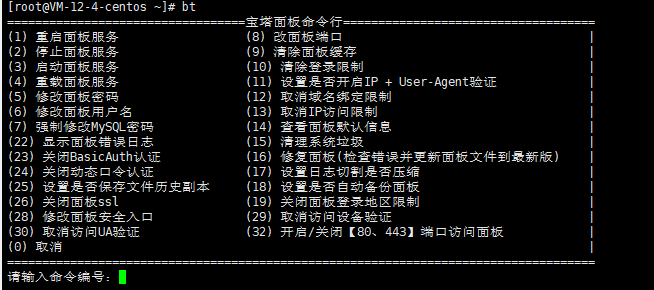 [root@VM-12-4-centos ~]# bt
===============================宝塔面板命令行==================================
(1) 重启面板服务 (8) 改面板端口 |
(2) 停止面板服务 (9) 清除面板缓存 |
(3) 启动面板服务 (10) 清除登录限制 |
(4) 重载面板服务 (11) 设置是否开启IP + User-Agent验证 |
(5) 修改面板密码 (12) 取消域名绑定限制 |
(6) 修改面板用户名 (13) 取消IP访问限制 |
(7) 强制修改MySQL密码 (14) 查看面板默认信息 |
(22) 显示面板错误日志 (15) 清理系统垃圾 |
(23) 关闭BasicAuth认证 (16) 修复面板(检查错误并更新面板文件到最新版) |
(24) 关闭动态口令认证 (17) 设置日志切割是否压缩 |
(25) 设置是否保存文件历史副本 (18) 设置是否自动备份面板 |
(26) 关闭面板ssl (19) 关闭面板登录地区限制 |
(28) 修改面板安全入口 (29) 取消访问设备验证 |
(30) 取消访问UA验证 (32) 开启/关闭【80、443】端口访问面板 |
(0) 取消 |
===============================================================================
请输入命令编号：